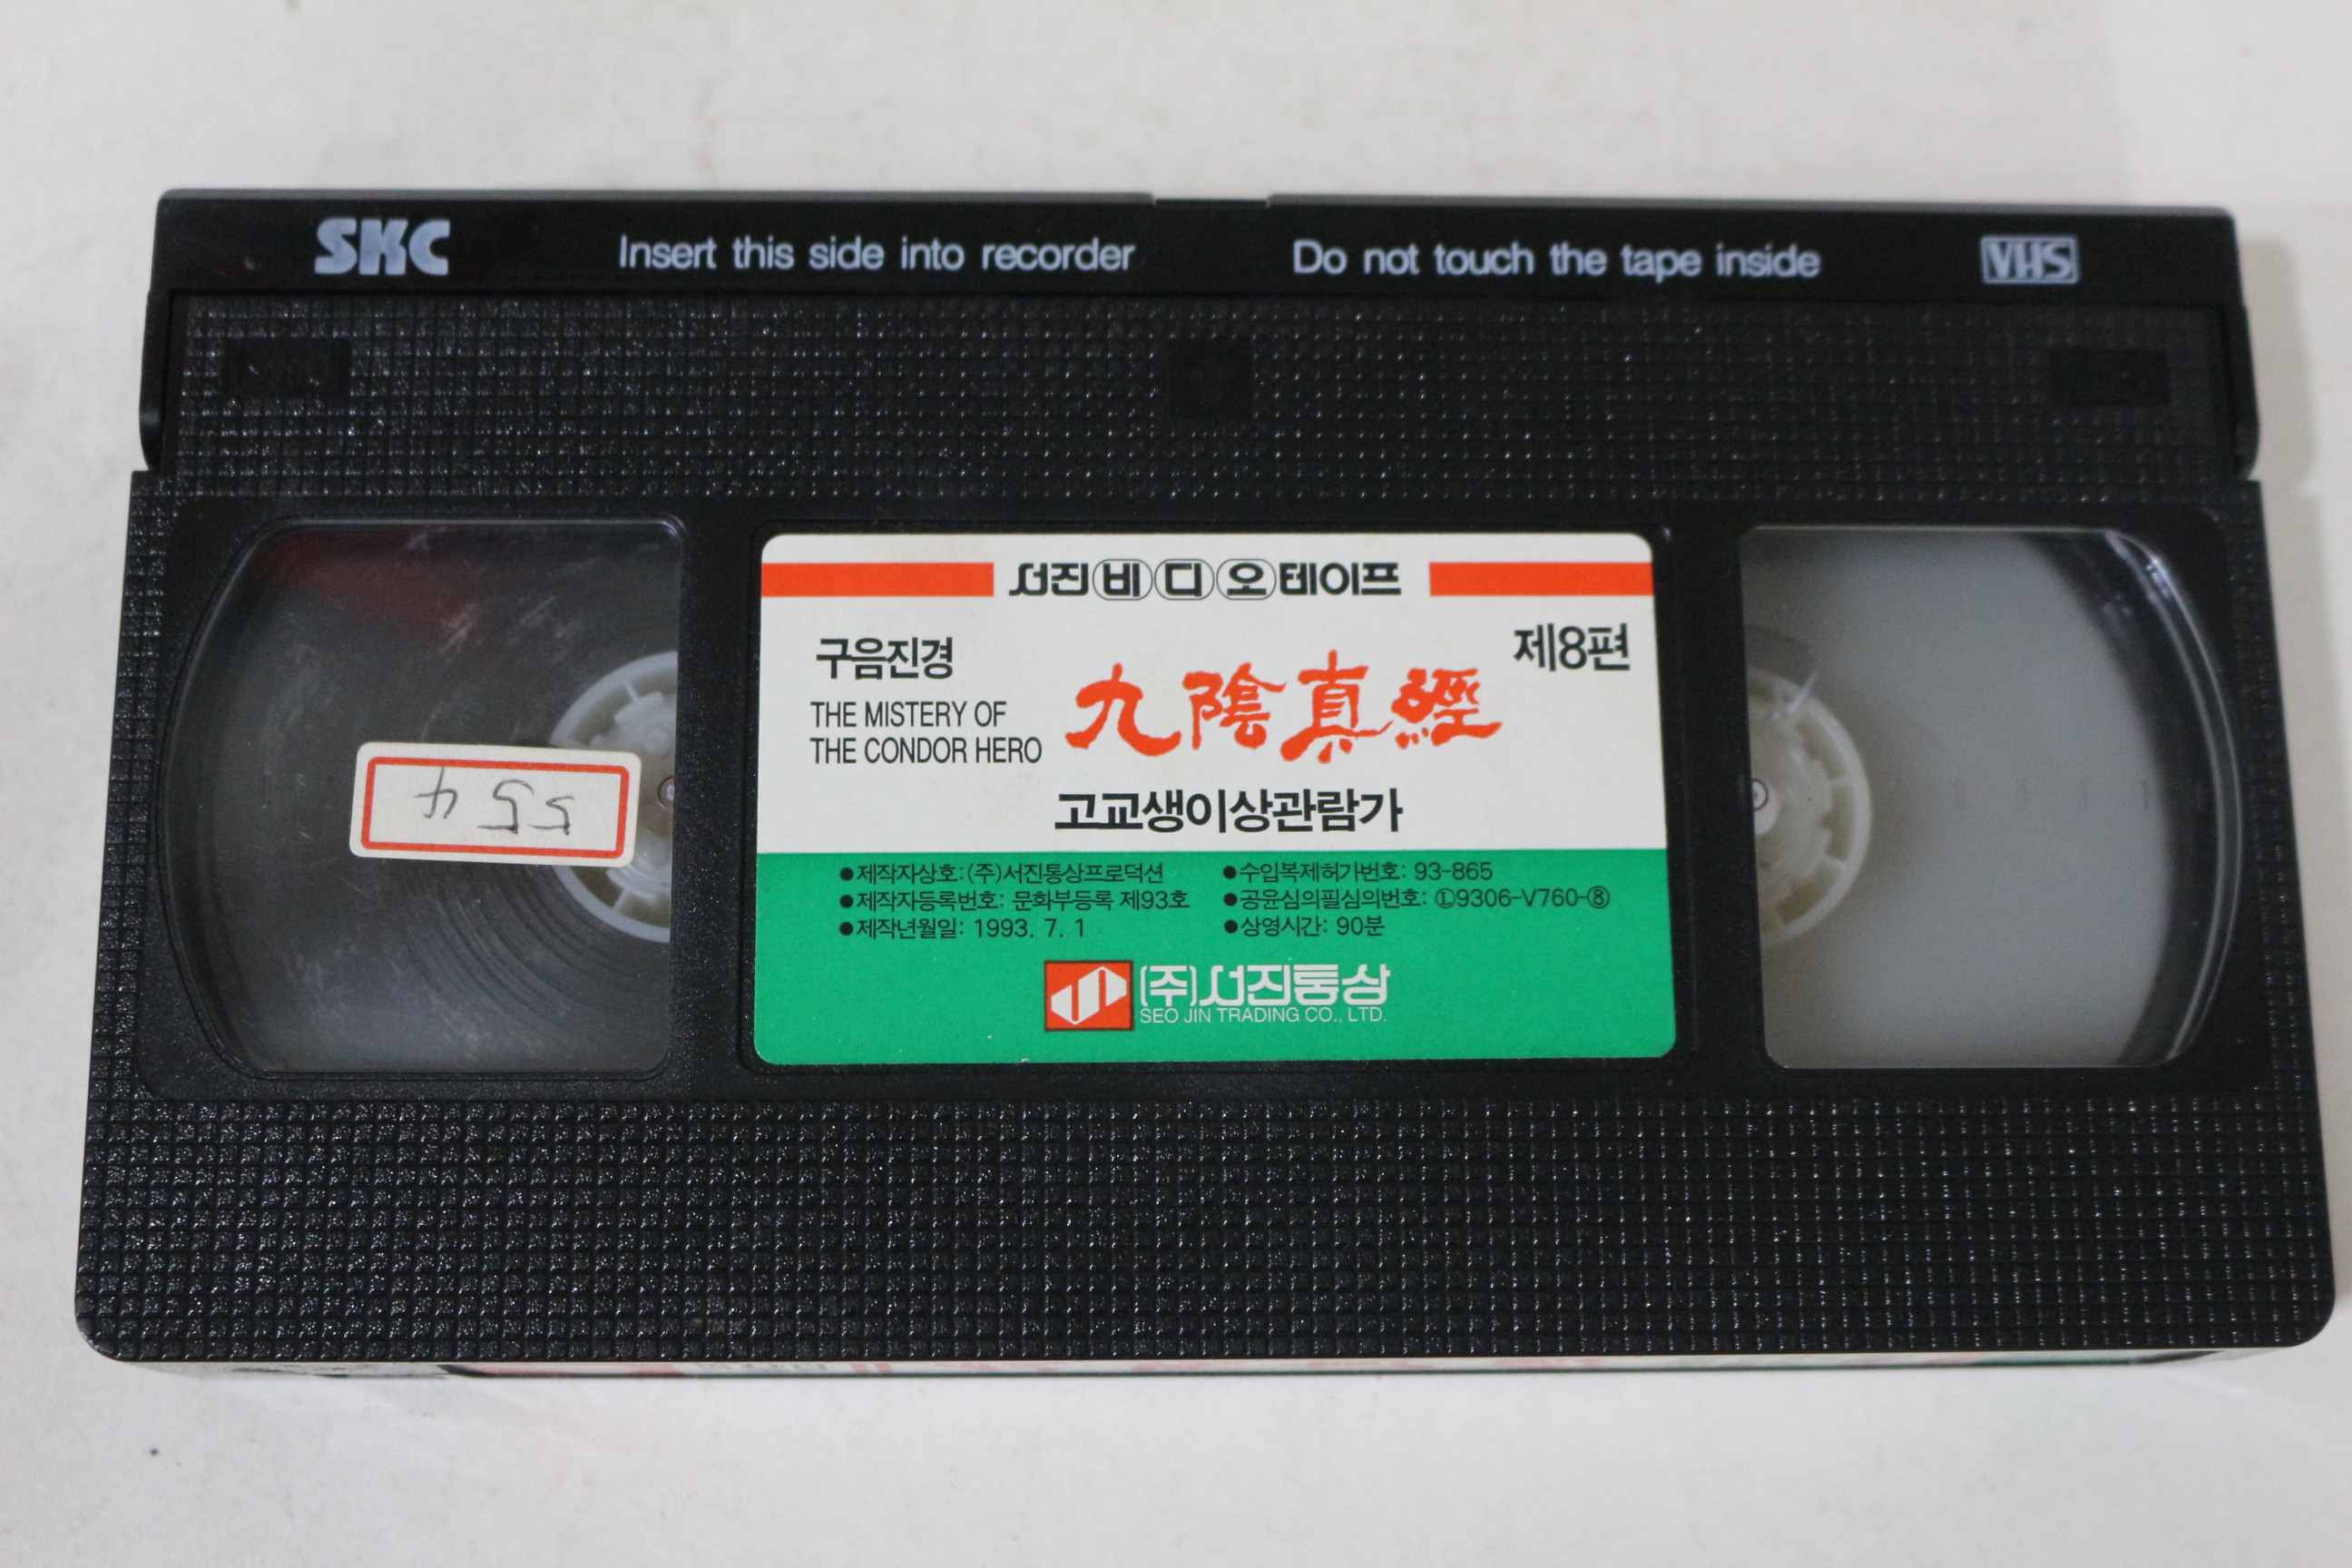 SKC Insert this side into recorder Do not touch the tape inside VHS
서진비디오테이프
구음진경
제8편
THE MISTERY OF
THE CONDOR HERO
九陰真經
고교생이상관람가
554
●제작자상호:(주)서진통상프로덕션
●제작자등록번호: 문화부등록 제93호
●제작년월일: 1993. 7. 1
●수입복제허가번호: 93-865
●공윤심의필심의번호: Ⓛ9306-V760-⑧
●상영시간: 90분
(주)서진통상
SEO JIN TRADING CO., LTD.